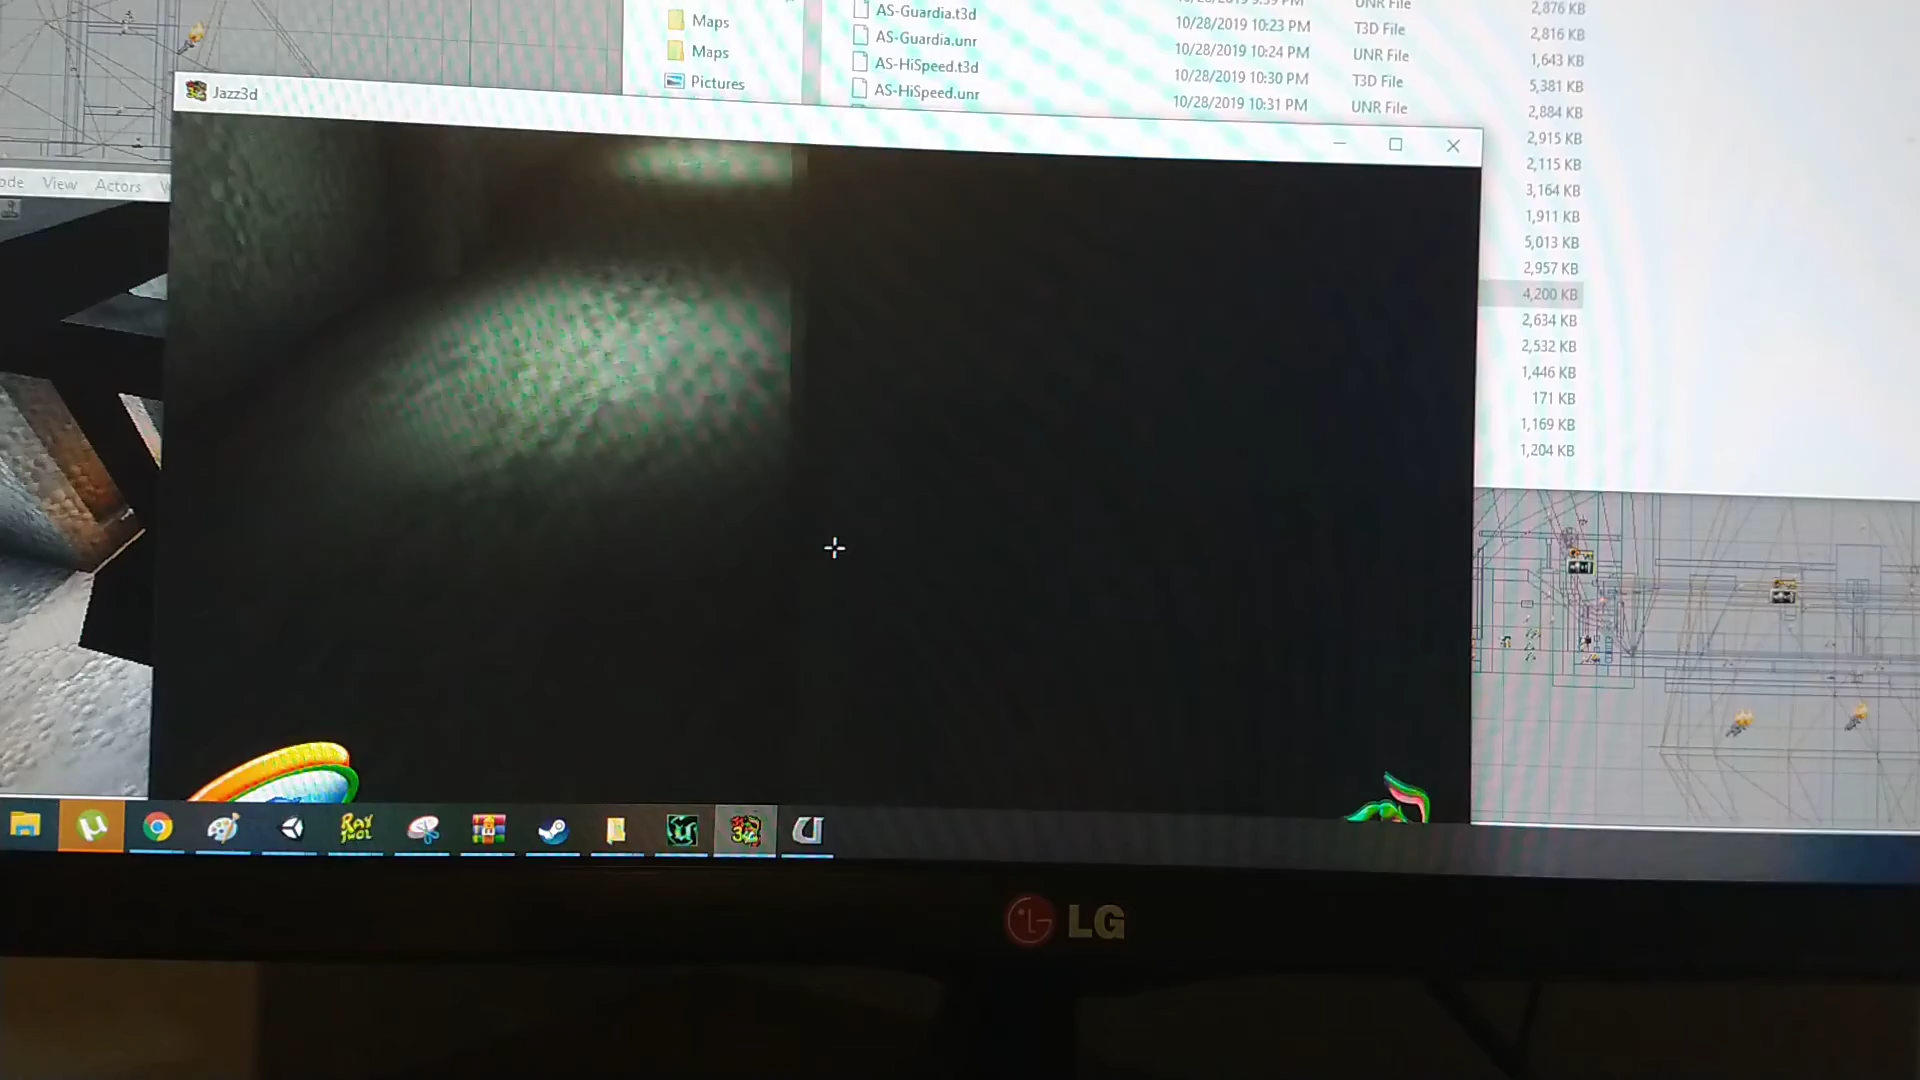 AS-Guardia.t3d 10/28/2019 10:23 PM T3D File 2,876 KB
Maps
AS-Guardia.unr 10/28/2019 10:24 PM UNR File 2,816 KB
Maps
AS-HiSpeed.t3d 10/28/2019 10:30 PM T3D File 1,643 KB
Pictures
AS-HiSpeed.unr 10/28/2019 10:31 PM UNR File 5,381 KB
Jazz3d
2,884 KB
2,915 KB
2,115 KB
3,164 KB
1,911 KB
5,013 KB
2,957 KB
4,200 KB
2,634 KB
2,532 KB
1,446 KB
171 KB
1,169 KB
1,204 KB
View Actors
RAY
TWOL
LG